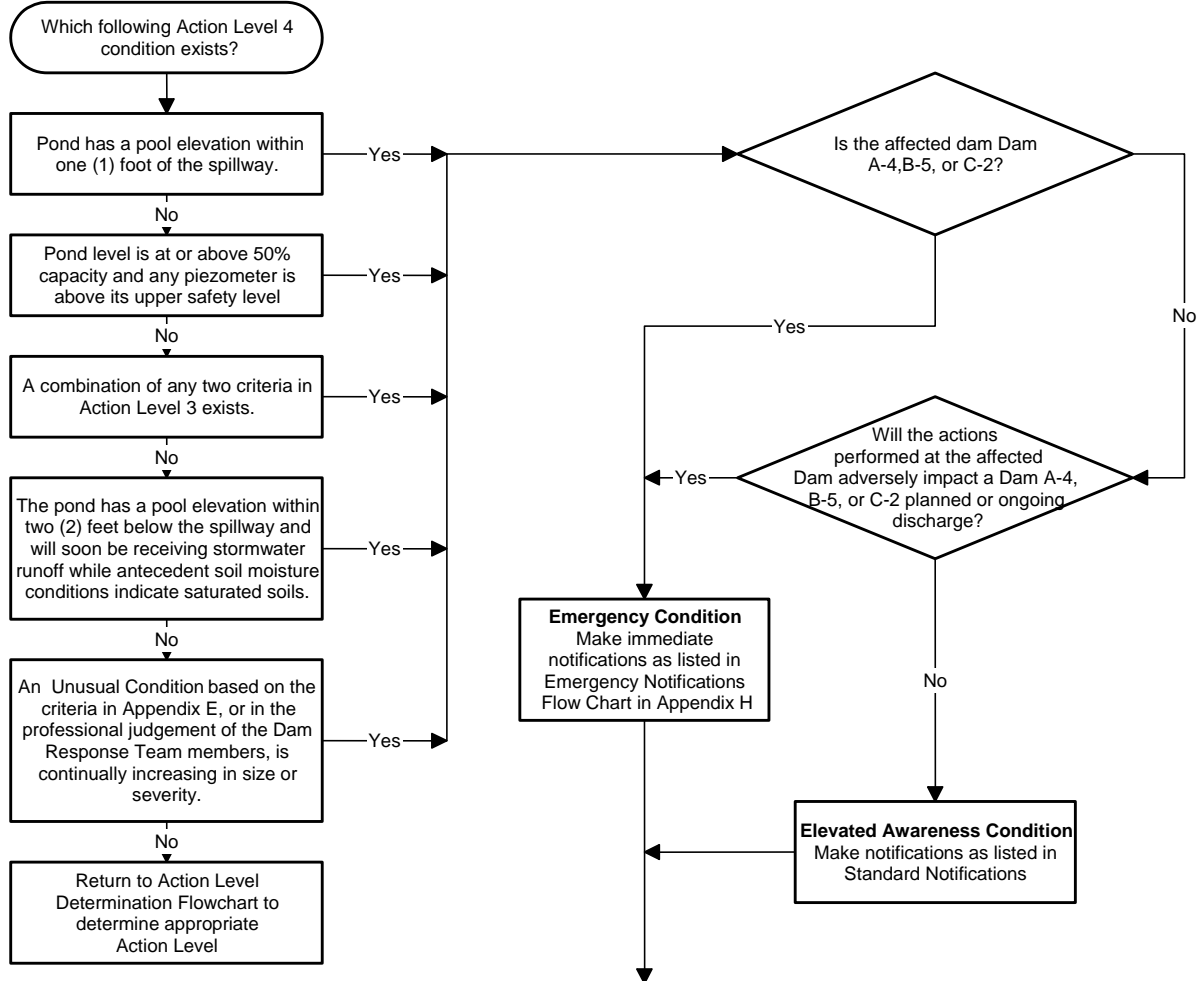 Which following Action Level 4
condition exists?
Pond has a pool elevation within
one (1) foot of the spillway.
Yes
No
Pond level is at or above 50%
capacity and any piezometer is
above its upper safety level
Yes
No
A combination of any two criteria in
Action Level 3 exists.
Yes
No
The pond has a pool elevation within
two (2) feet below the spillway and
will soon be receiving stormwater
runoff while antecedent soil moisture
conditions indicate saturated soils.
Yes
No
An Unusual Condition based on the
criteria in Appendix E, or in the
professional judgement of the Dam
Response Team members, is
continually increasing in size or
severity.
Yes
No
Return to Action Level
Determination Flowchart to
determine appropriate
Action Level
Is the affected dam Dam
A-4,B-5, or C-2?
Yes
No
Will the actions
performed at the affected
Dam adversely impact a Dam A-4,
B-5, or C-2 planned or ongoing
discharge?
Yes
No
Emergency Condition
Make immediate
notifications as listed in
Emergency Notifications
Flow Chart in Appendix H
Elevated Awareness Condition
Make notifications as listed in
Standard Notifications